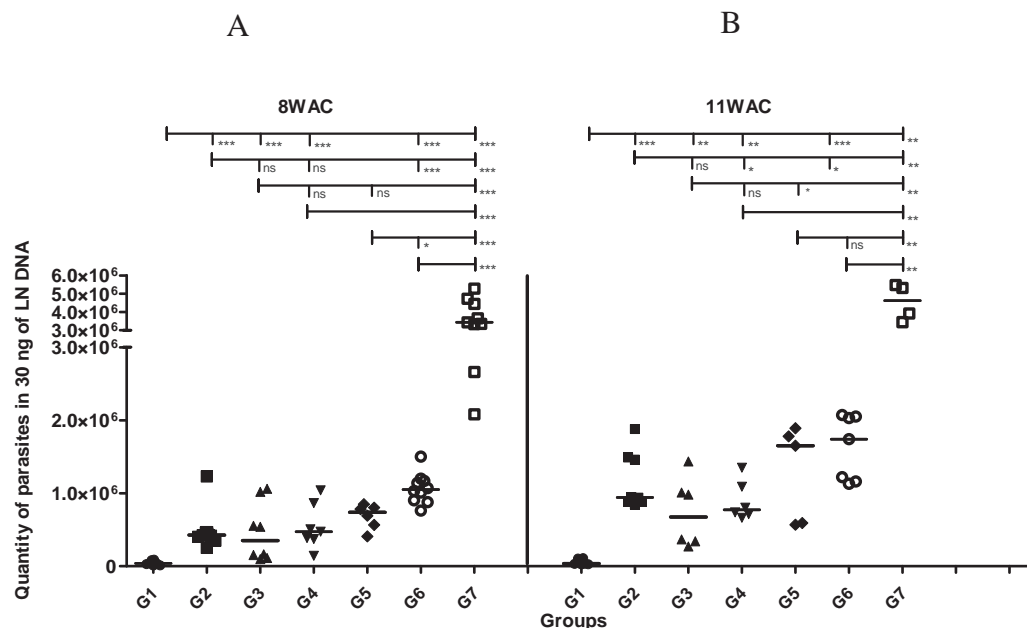 A B
8WAC 11WAC
*** *** *** *** *** *** ** ** *** **
ns ns *** *** ns * * **
ns ns *** ns * **
*** **
* *** ns **
*** **
Quantity of parasites in 30 ng of LN DNA
6.0×10⁶
5.0×10⁶
4.0×10⁶
3.0×10⁶
3.0×10⁶
2.0×10⁶
1.0×10⁶
0
G1 G2 G3 G4 G5 G6 G7 G1 G2 G3 G4 G5 G6 G7
Groups